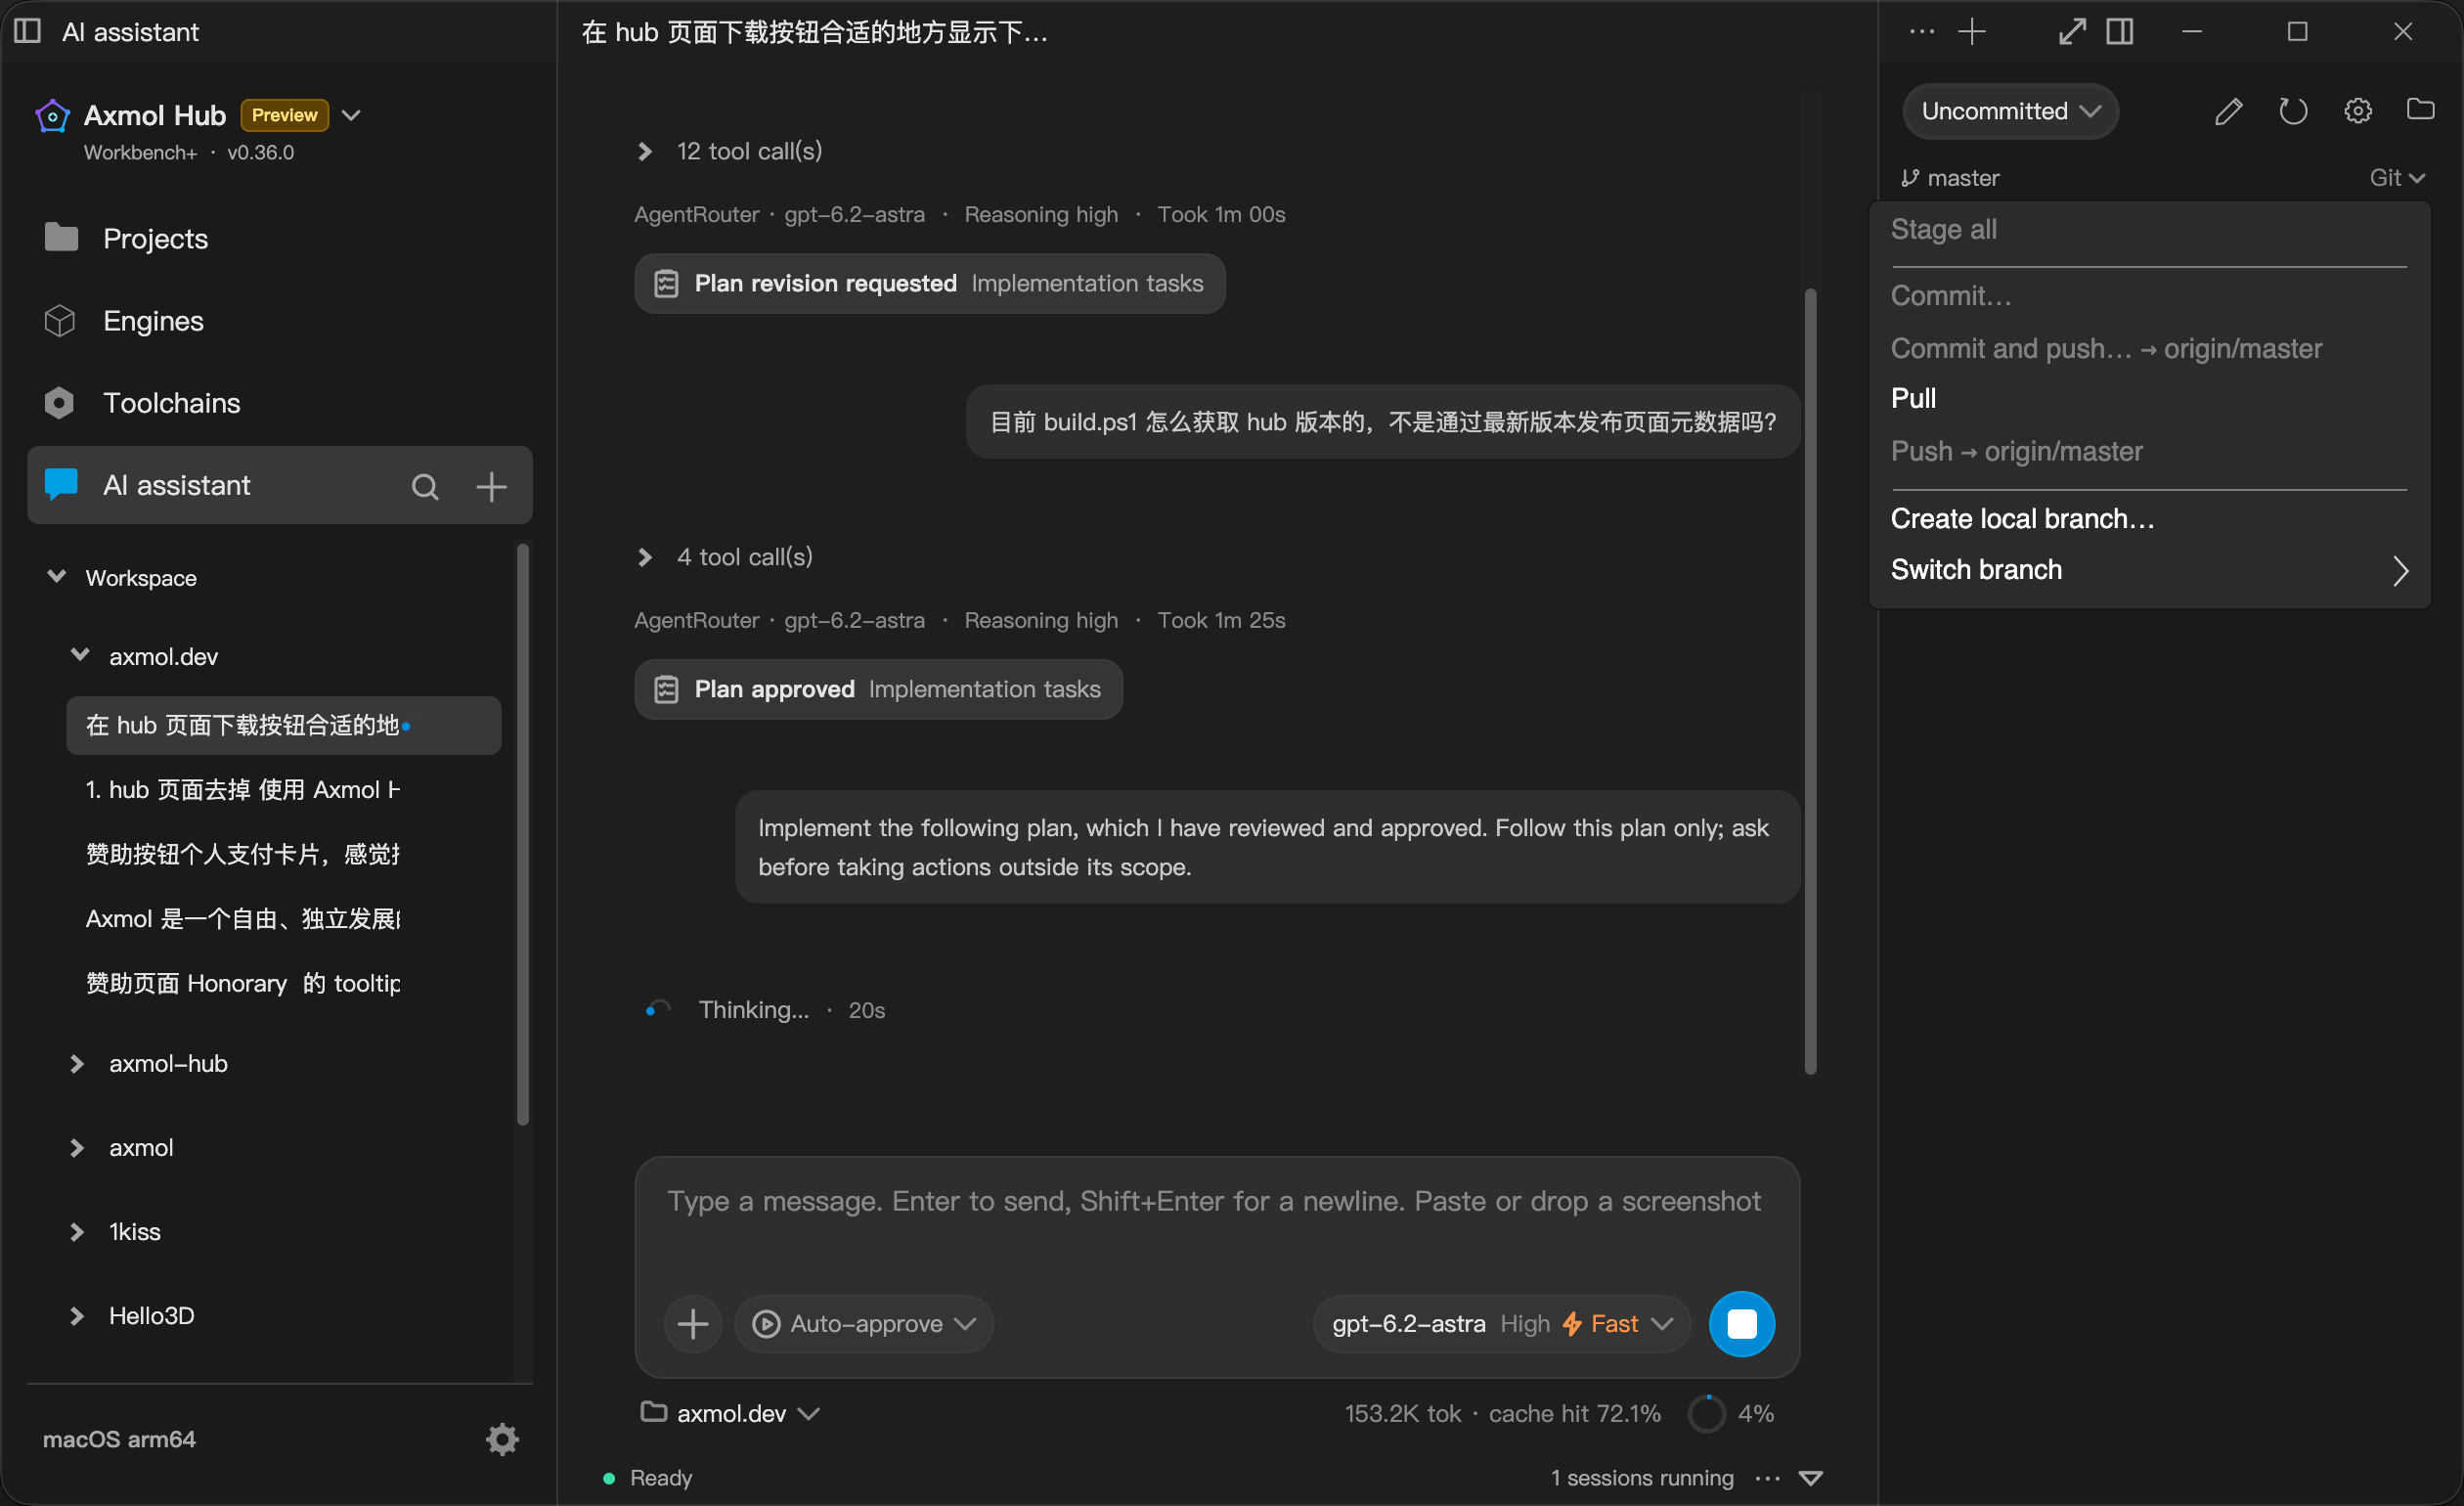 AI assistant
Axmol Hub Preview
Workbench+ · v0.36.0
Projects
Engines
Toolchains
AI assistant
Workspace
axmol.dev
在 hub 页面下载按钮合适的地
1. hub 页面去掉 使用 Axmol H
赞助按钮个人支付卡片，感觉
Axmol 是一个自由、独立发展
赞助页面 Honorary 的 tooltip
axmol-hub
axmol
1kiss
Hello3D
macOS arm64
在 hub 页面下载按钮合适的地方显示下...
12 tool call(s)
AgentRouter · gpt-6.2-astra · Reasoning high · Took 1m 00s
Plan revision requested Implementation tasks
目前 build.ps1 怎么获取 hub 版本的，不是通过最新版本发布页面元数据吗?
4 tool call(s)
AgentRouter · gpt-6.2-astra · Reasoning high · Took 1m 25s
Plan approved Implementation tasks
Implement the following plan, which I have reviewed and approved. Follow this plan only; ask
before taking actions outside its scope.
Thinking... · 20s
Type a message. Enter to send, Shift+Enter for a newline. Paste or drop a screenshot
Auto-approve
gpt-6.2-astra High Fast
axmol.dev
153.2K tok · cache hit 72.1% 4%
Ready
1 sessions running ...
Uncommitted
master
Git
Stage all
Commit...
Commit and push... → origin/master
Pull
Push → origin/master
Create local branch...
Switch branch